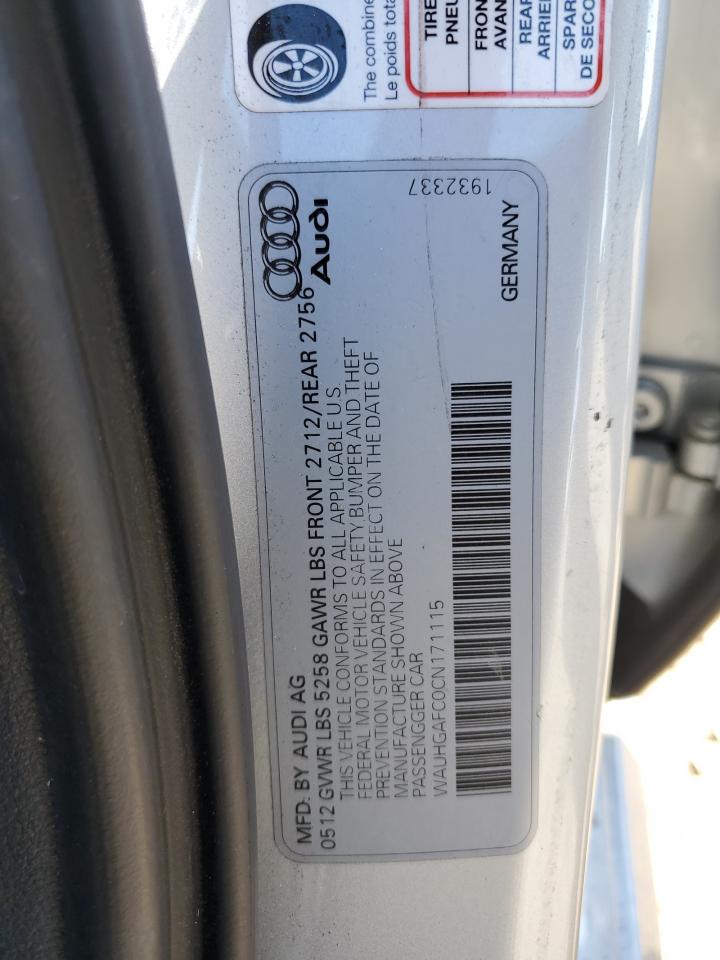 The combine
Le poids tota
TIRE
PNEU
FRON
AVAN
REAR
ARRIER
SPAR
DE SECO
MFD. BY AUDI AG
0512 GVWR LBS 5258 GAWR LBS FRONT 2712/REAR 2756
THIS VEHICLE CONFORMS TO ALL APPLICABLE U.S.
FEDERAL MOTOR VEHICLE SAFETY BUMPER AND THEFT
PREVENTION STANDARDS IN EFFECT ON THE DATE OF
MANUFACTURE SHOWN ABOVE
PASSENGGER CAR
WAUHGAFC0CN171115
Audi
1932337
GERMANY